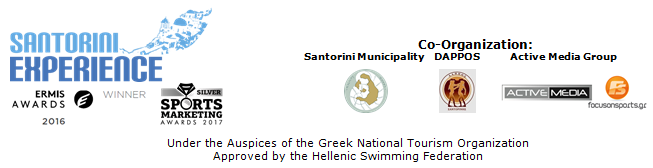 SANTORINI
EXPERIENCE
ERMIS
AWARDS
2016
WINNER
SILVER
SPORTS
MARKETING
AWARDS 2017
Co-Organization:
Santorini Municipality DAPPOS Active Media Group
ACTIVE MEDIA
focusonsports.gr
Under the Auspices of the Greek National Tourism Organization
Approved by the Hellenic Swimming Federation